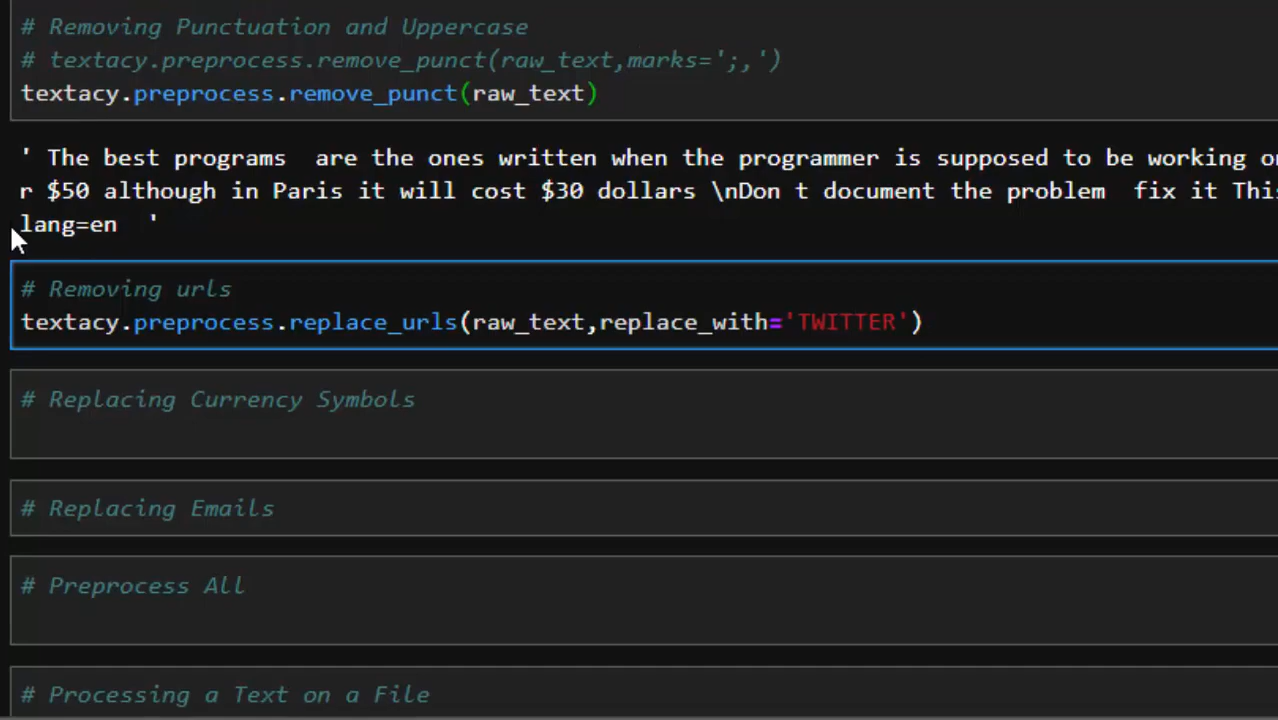 # Removing Punctuation and Uppercase
# textacy.preprocess.remove_punct(raw_text,marks=';,')
textacy.preprocess.remove_punct(raw_text)
' The best programs  are the ones written when the programmer is supposed to be working on
r $50 although in Paris it will cost $30 dollars \nDon t document the problem  fix it This
lang=en  '
# Removing urls
textacy.preprocess.replace_urls(raw_text,replace_with='TWITTER')
# Replacing Currency Symbols
# Replacing Emails
# Preprocess All
# Processing a Text on a File